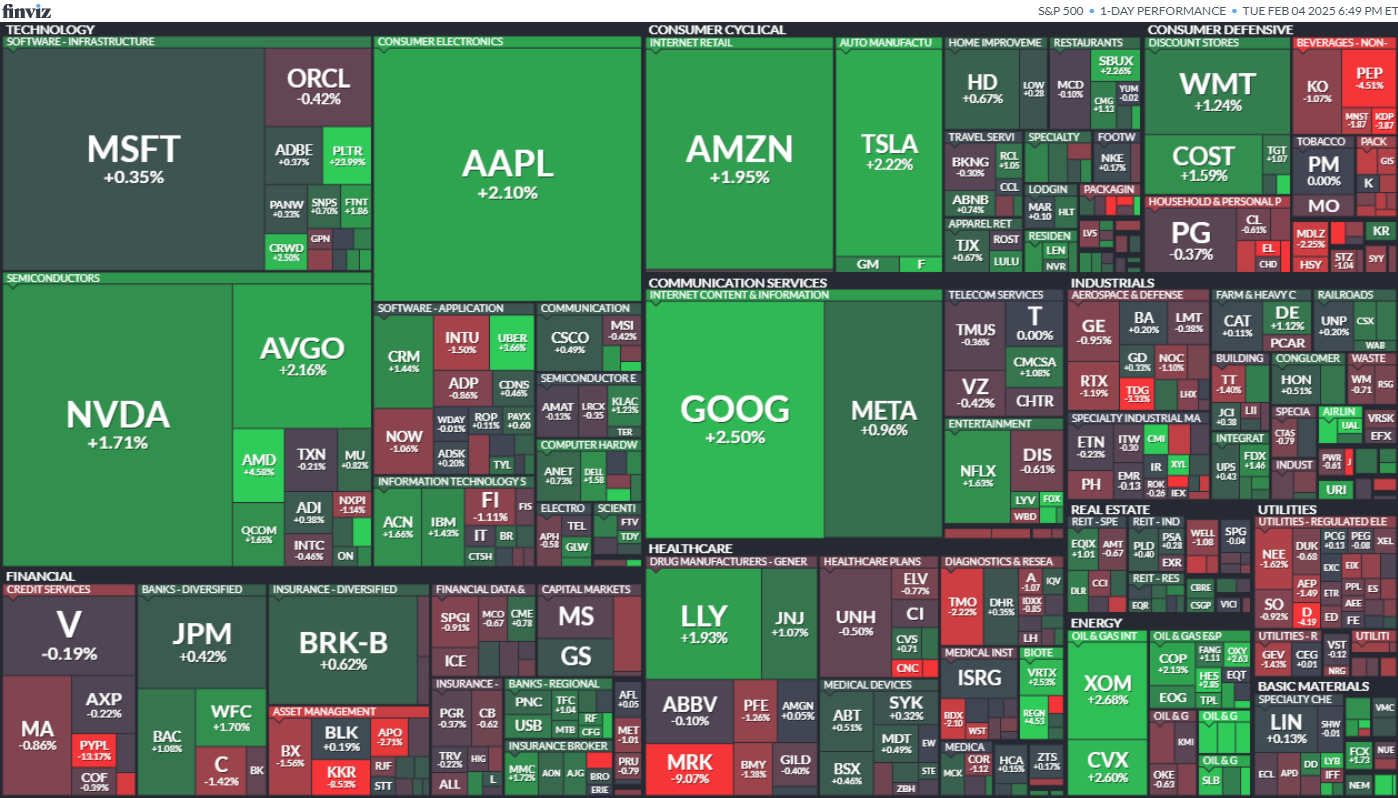 finviz
S&P 500 • 1-DAY PERFORMANCE • TUE FEB 04 2025 6:49 PM ET
TECHNOLOGY
SOFTWARE - INFRASTRUCTURE
MSFT
+0.35%
ORCL
-0.42%
ADBE
+0.37%
PLTR
+23.99%
PANW
+0.33%
SNPS
+0.70%
FTNT
+1.86
CRWD
+2.50%
GPN
CONSUMER ELECTRONICS
AAPL
+2.10%
SEMICONDUCTORS
NVDA
+1.71%
AVGO
+2.16%
AMD
+4.58%
TXN
-0.21%
MU
+0.82%
ADI
+0.38%
NXPI
-1.14%
QCOM
+1.65%
INTC
-0.46%
ON
SOFTWARE - APPLICATION
CRM
+1.44%
INTU
-1.50%
UBER
+1.66%
ADP
-0.86%
CDNS
+0.46%
NOW
-1.06%
WDAY
-0.01%
ROP
+0.11%
PAYX
+0.60
ADSK
+0.20%
TYL
COMMUNICATION
CSCO
+0.49%
MSI
-0.42%
SEMICONDUCTOR E
AMAT
-0.13%
LRCX
-0.35
KLAC
+1.23%
TER
COMPUTER HARDW
ANET
+0.73%
DELL
+1.58
INFORMATION TECHNOLOGY S
ACN
+1.66%
IBM
+1.43%
FI
-1.11%
FIS
IT
BR
CTSH
ELECTRO
APH
-0.58
TEL
GLW
SCIENTI
FTV
TDY
CONSUMER CYCLICAL
INTERNET RETAIL
AMZN
+1.95%
AUTO MANUFACTU
TSLA
+2.22%
GM
F
HOME IMPROVEME
HD
+0.67%
LOW
+0.28
RESTAURANTS
MCD
-0.10%
SBUX
+2.26%
CMG
+1.13
YUM
-0.02
TRAVEL SERVI
BKNG
-0.30%
RCL
+1.05
ABNB
+0.74%
CCL
SPECIALTY
FOOTW
NKE
+0.17%
LODGIN
MAR
+0.10
HLT
PACKAGIN
APPAREL RET
TJX
+0.67%
ROST
LULU
RESIDEN
LEN
NVR
LVS
CONSUMER DEFENSIVE
DISCOUNT STORES
WMT
+1.24%
COST
+1.59%
TGT
+1.07
BEVERAGES - NON-
KO
-1.07%
PEP
-4.51%
MNST
-1.87
KDP
-3.87
TOBACCO
PM
0.00%
MO
PACK
GIS
K
HOUSEHOLD & PERSONAL P
PG
-0.37%
CL
-0.61%
EL
CHD
MDLZ
-2.25%
HSY
STZ
-1.04
KR
SYY
COMMUNICATION SERVICES
INTERNET CONTENT & INFORMATION
GOOG
+2.50%
META
+0.96%
TELECOM SERVICES
TMUS
-0.36%
T
0.00%
VZ
-0.42%
CMCSA
+1.08%
CHTR
ENTERTAINMENT
NFLX
+1.63%
DIS
-0.61%
LYV
FOX
WBD
INDUSTRIALS
AEROSPACE & DEFENSE
GE
-0.95%
BA
+0.20%
LMT
-0.38%
RTX
-1.19%
GD
+0.33%
NOC
-1.10%
TDG
-3.33%
LHX
FARM & HEAVY C
CAT
+0.11%
DE
+1.12%
PCAR
RAILROADS
UNP
+0.20%
CSX
WAB
BUILDING
TT
-1.40%
JCI
+0.38
LII
CONGLOMER
HON
+0.51%
WASTE
WM
-0.71
RSG
SPECIALTY INDUSTRIAL MA
ETN
-0.23%
ITW
-0.30
CMI
PH
EMR
-0.13
IR
XYL
ROK
-0.26
IEX
INTEGRAT
UPS
+0.43
FDX
+1.46
SPECIA
CTAS
-0.79
AIRLIN
UAL
VRSK
EFX
INDUST
PWR
-0.61
J
URI
HEALTHCARE
DRUG MANUFACTURERS - GENER
LLY
+1.93%
JNJ
+1.07%
ABBV
-0.10%
PFE
-1.26%
AMGN
+0.05%
MRK
-9.07%
BMY
-1.38%
GILD
-0.40%
HEALTHCARE PLANS
UNH
-0.50%
ELV
-0.77%
CI
CVS
+0.71
CNC
DIAGNOSTICS & RESEA
TMO
-2.22%
DHR
+0.35%
A
-1.07
IQV
IDXX
-0.85
LH
MEDICAL DEVICES
ABT
+0.51%
SYK
+0.32%
MDT
+0.49%
EW
BSX
+0.46%
STE
ZBH
MEDICAL INST
ISRG
BDX
-2.10
WST
BIOTE
VRTX
+2.53%
REGN
+4.53
MEDICA
MCK
COR
-1.12
HCA
+0.15%
ZTS
+0.17%
REAL ESTATE
REIT - SPE
EQIX
+1.01
AMT
-0.67
DLR
CCI
REIT - IND
PLD
+0.40
PSA
+0.28
EXR
WELL
-1.08
SPG
-0.04
REIT - RES
EQR
CBRE
CSGP
VICI
UTILITIES
UTILITIES - REGULATED ELE
NEE
-1.62%
DUK
-0.68
PCG
+0.13
PEG
-0.08
XEL
EXC
EIX
SO
-0.92%
AEP
-1.49
ETR
PPL
ES
D
-4.19
AEE
ED
FE
UTILITIES - R
GEV
-1.43%
CEG
+0.01
VST
-0.12
NRG
UTILITI
ENERGY
OIL & GAS INT
XOM
+2.68%
CVX
+2.60%
OIL & GAS E&P
COP
+2.13%
FANG
+1.11
OXY
+2.63
EOG
HES
+2.85
EQT
TPL
OIL & G
KMI
OKE
-0.63
OIL & G
OIL & G
SLB
BASIC MATERIALS
SPECIALTY CHE
LIN
+0.13%
SHW
-0.01
ECL
APD
DD
LYB
IFF
VMC
FCX
+1.73
NUE
NEM
FINANCIAL
CREDIT SERVICES
V
-0.19%
MA
-0.86%
AXP
-0.22%
PYPL
-13.17%
COF
-0.39%
BANKS - DIVERSIFIED
JPM
+0.42%
BAC
+1.08%
WFC
+1.70%
C
-1.42%
BK
INSURANCE - DIVERSIFIED
BRK-B
+0.62%
ASSET MANAGEMENT
BX
-1.56%
BLK
+0.19%
APO
-2.71%
KKR
-8.53%
RJF
STT
FINANCIAL DATA &
SPGI
-0.91%
MCO
-0.67
CME
+0.78
ICE
CAPITAL MARKETS
MS
GS
INSURANCE -
PGR
-0.37%
CB
-0.62
TRV
-0.22%
HIG
ALL
L
BANKS - REGIONAL
PNC
TFC
+1.04
USB
MTB
RF
CFG
INSURANCE BROKER
MMC
+1.72%
AON
AJG
BRO
ERIE
AFL
+0.05
MET
-1.01
PRU
-0.79